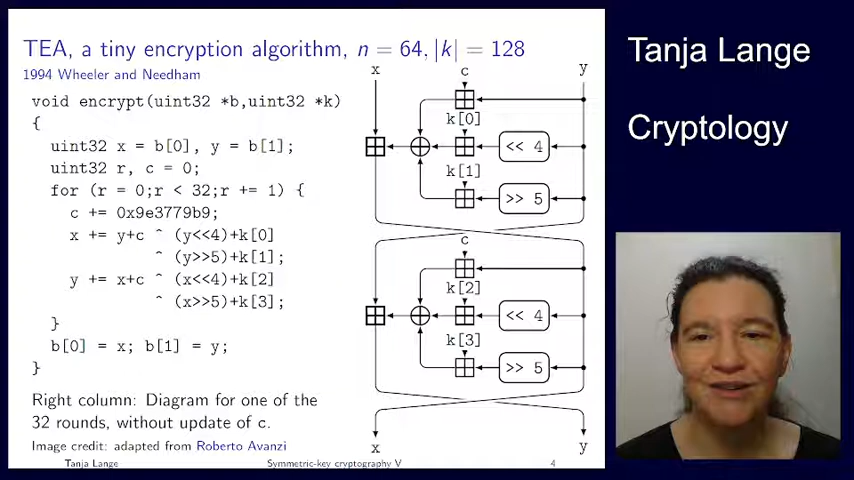 TEA, a tiny encryption algorithm, n = 64, |k| = 128
1994 Wheeler and Needham
void encrypt(uint32 *b,uint32 *k)
{
uint32 x = b[0], y = b[1];
uint32 r, c = 0;
for (r = 0;r < 32;r += 1) {
c += 0x9e3779b9;
x += y+c ^ (y<<4)+k[0]
^ (y>>5)+k[1];
y += x+c ^ (x<<4)+k[2]
^ (x>>5)+k[3];
}
b[0] = x; b[1] = y;
}
Right column: Diagram for one of the
32 rounds, without update of c.
Image credit: adapted from Roberto Avanzi
x
y
c
k[0]
<< 4
k[1]
>> 5
c
k[2]
<< 4
k[3]
>> 5
x
y
Tanja Lange
Symmetric-key cryptography V
4
Tanja Lange
Cryptology